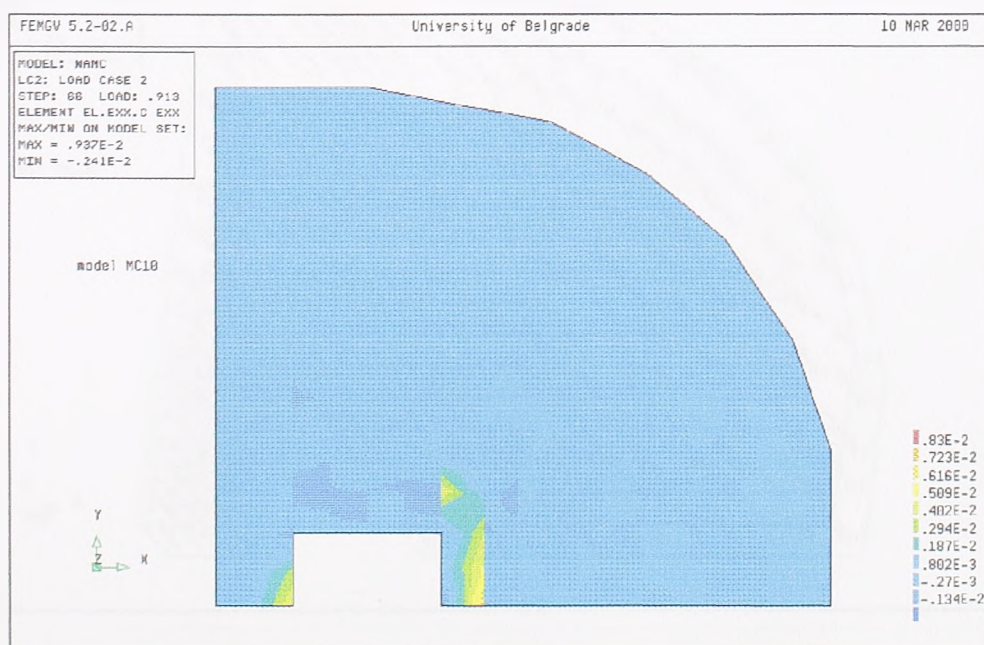 FEMGV 5.2-02.A
University of Belgrade
10 MAR 2000
MODEL: NAMC
LC2: LOAD CASE 2
STEP: 66 LOAD: .913
ELEMENT EL.EXX.C EXX
MAX/MIN ON MODEL SET:
MAX = .937E-2
MIN = -.241E-2
model MC10
.83E-2
.723E-2
.616E-2
.509E-2
.402E-2
.294E-2
.187E-2
.802E-3
-.27E-3
-.134E-2
Y
Z
X